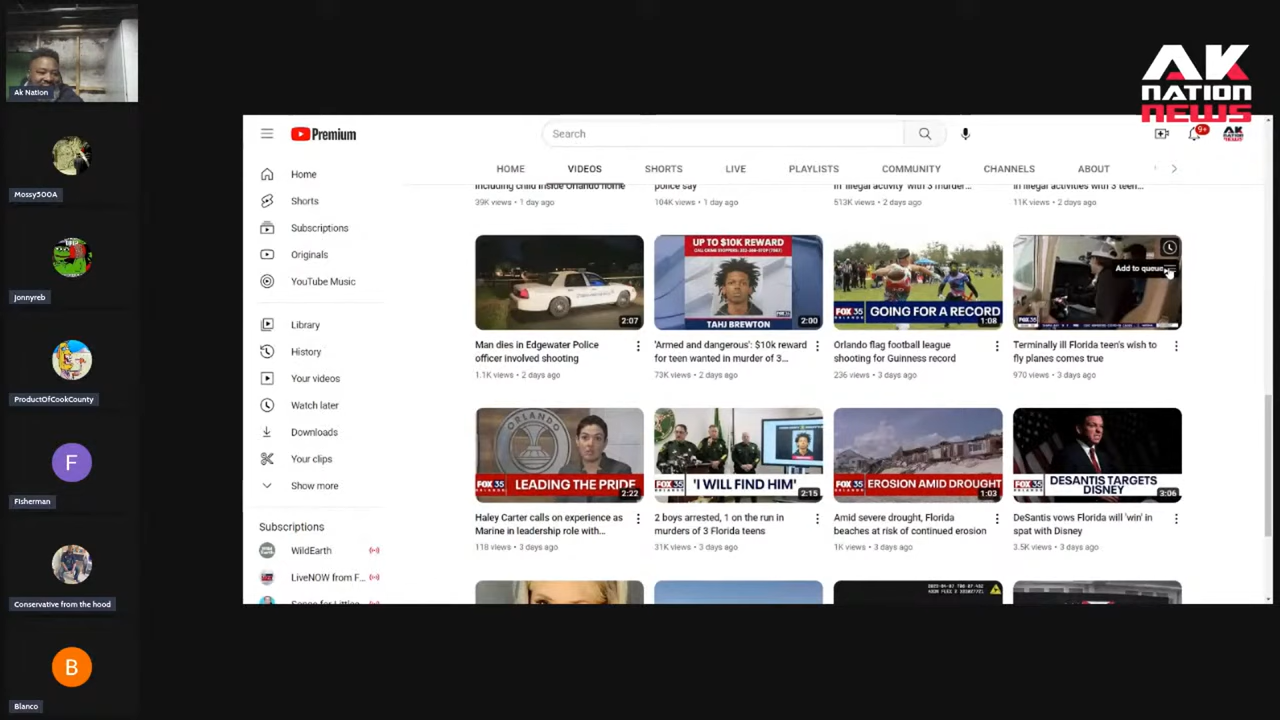 Ak Nation
Mossy500A
Jonnyreb
ProductOfCookCounty
Fisherman
Conservative from the hood
Blanco
F
B
AK
NATION
NEWS
Premium
Search
9+
HOME
VIDEOS
SHORTS
LIVE
PLAYLISTS
COMMUNITY
CHANNELS
ABOUT
Home
Shorts
Subscriptions
Originals
YouTube Music
Library
History
Your videos
Watch later
Downloads
Your clips
Show more
Subscriptions
WildEarth
LiveNOW from F...
including child inside Orlando home
39K views • 1 day ago
police say
104K views • 1 day ago
in illegal activity' with 3 murder...
513K views • 2 days ago
in illegal activities with 3 teen...
11K views • 2 days ago
2:07
Man dies in Edgewater Police
officer involved shooting
1.1K views • 2 days ago
UP TO $10K REWARD
TAHJ BREWTON
2:00
'Armed and dangerous': $10k reward
for teen wanted in murder of 3...
73K views • 2 days ago
FOX 35
ORLANDO
GOING FOR A RECORD
1:08
Orlando flag football league
shooting for Guinness record
236 views • 3 days ago
Add to queue
FOX 35
Terminally ill Florida teen's wish to
fly planes comes true
970 views • 3 days ago
ORLANDO
FOX 35
ORLANDO
LEADING THE PRIDE
2:22
Haley Carter calls on experience as
Marine in leadership role with...
118 views • 3 days ago
FOX 35
ORLANDO
'I WILL FIND HIM'
2:15
2 boys arrested, 1 on the run in
murders of 3 Florida teens
31K views • 3 days ago
FOX 35
ORLANDO
EROSION AMID DROUGHT
1:03
Amid severe drought, Florida
beaches at risk of continued erosion
1K views • 3 days ago
FOX 35
ORLANDO
DESANTIS TARGETS
DISNEY
3:06
DeSantis vows Florida will 'win' in
spat with Disney
3.5K views • 3 days ago